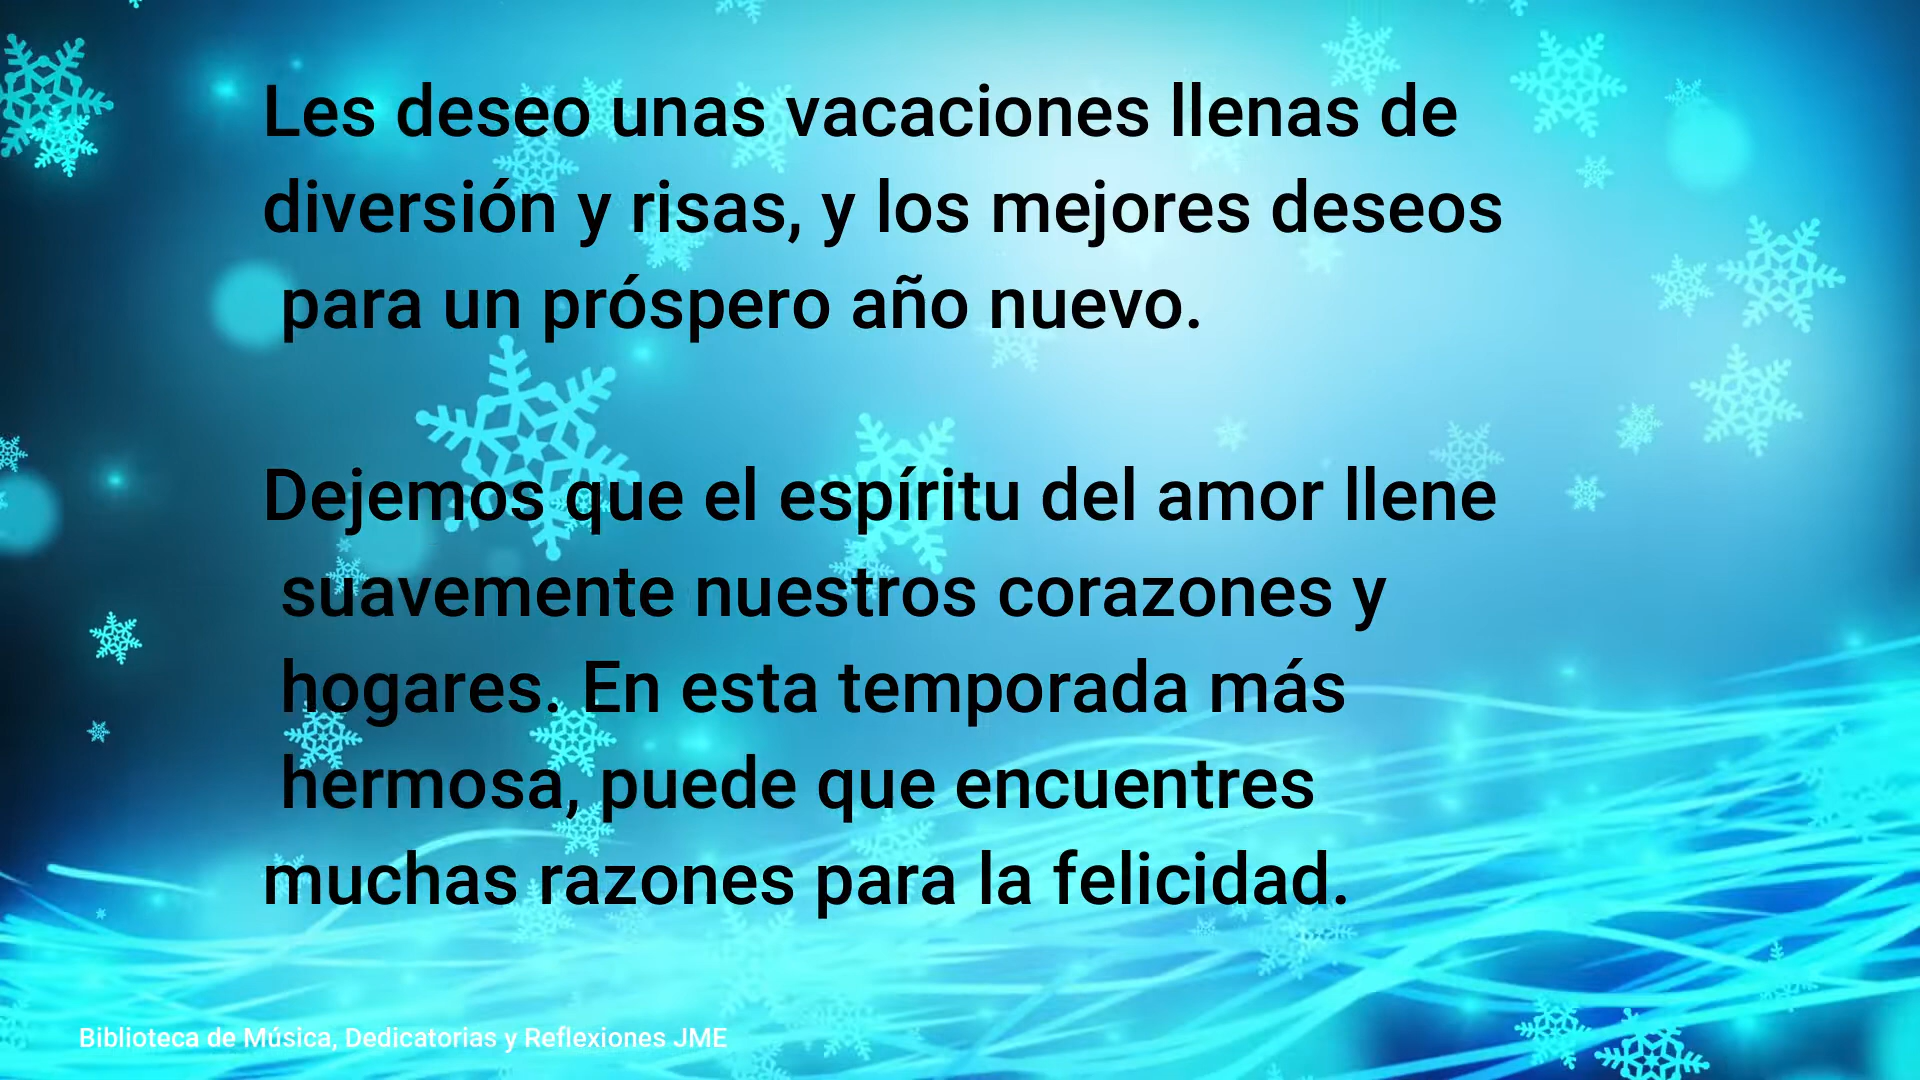 Les deseo unas vacaciones llenas de
diversión y risas, y los mejores deseos
para un próspero año nuevo.
Dejemos que el espíritu del amor llene
suavemente nuestros corazones y
hogares. En esta temporada más
hermosa, puede que encuentres
muchas razones para la felicidad.
Biblioteca de Música, Dedicatorias y Reflexiones JME